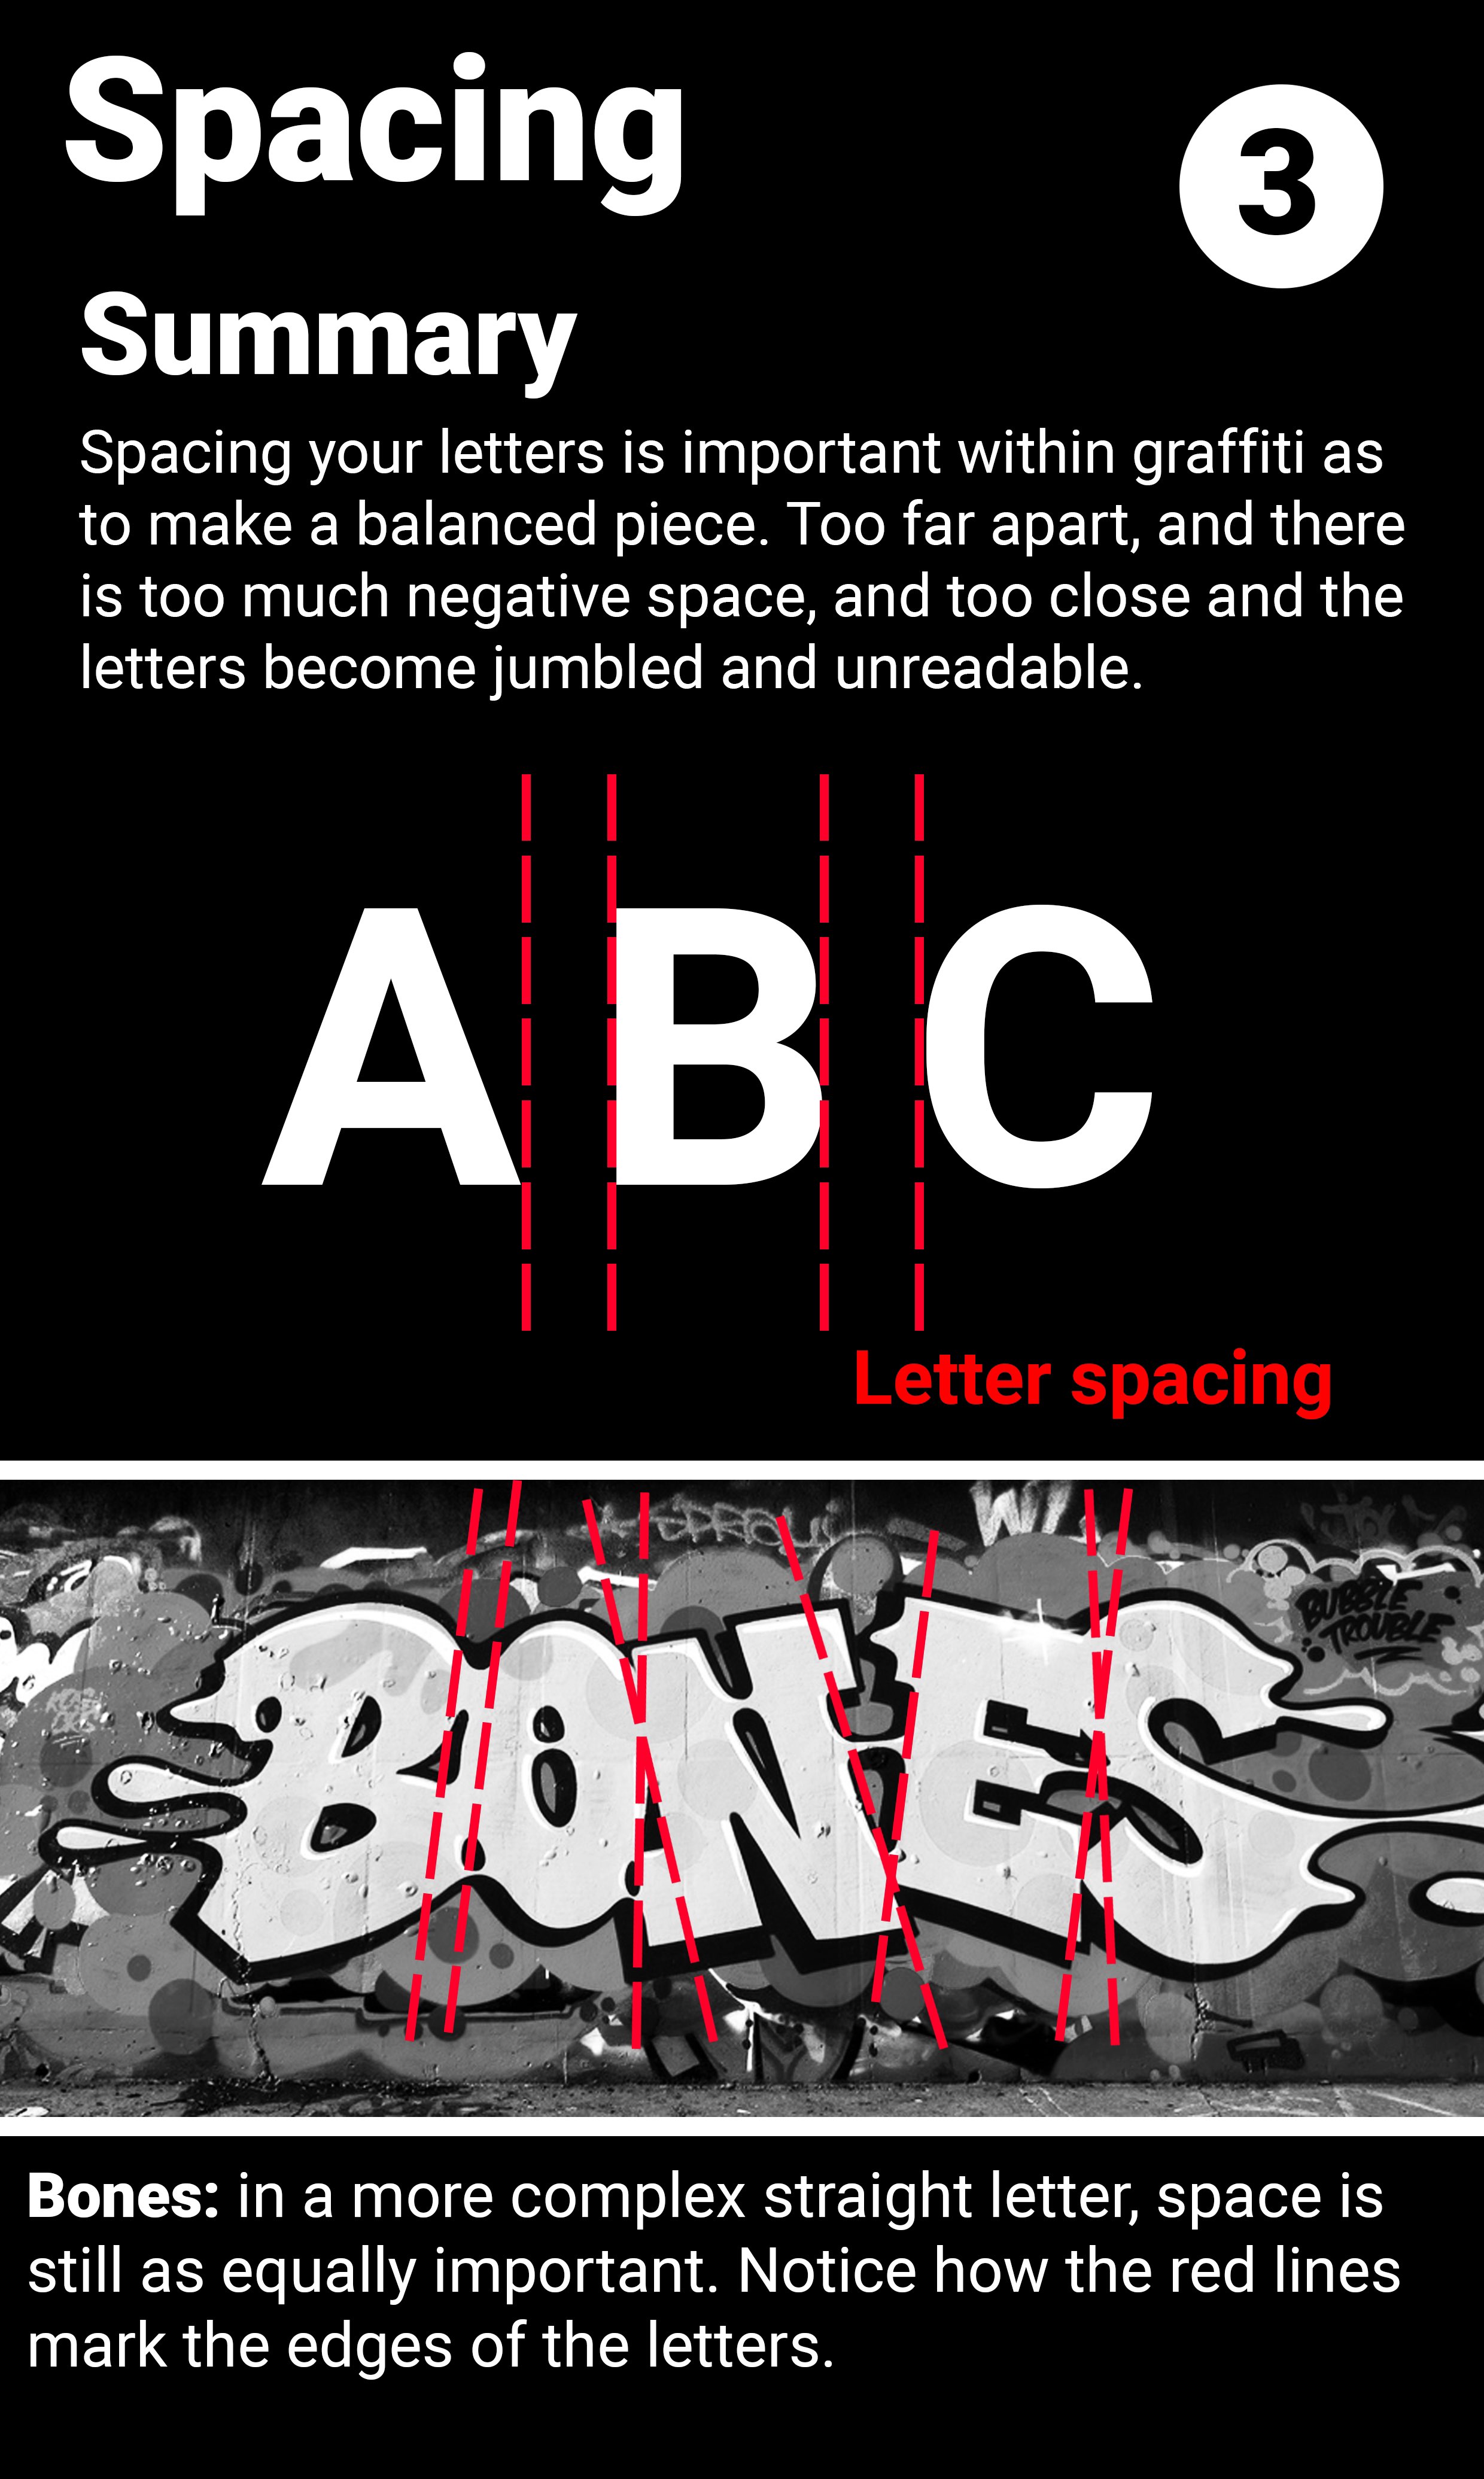 Spacing
3
Summary
Spacing your letters is important within graffiti as
to make a balanced piece. Too far apart, and there
is too much negative space, and too close and the
letters become jumbled and unreadable.
A B C
Letter spacing
BUBBLE
TROUBLE
BONES
Bones: in a more complex straight letter, space is
still as equally important. Notice how the red lines
mark the edges of the letters.